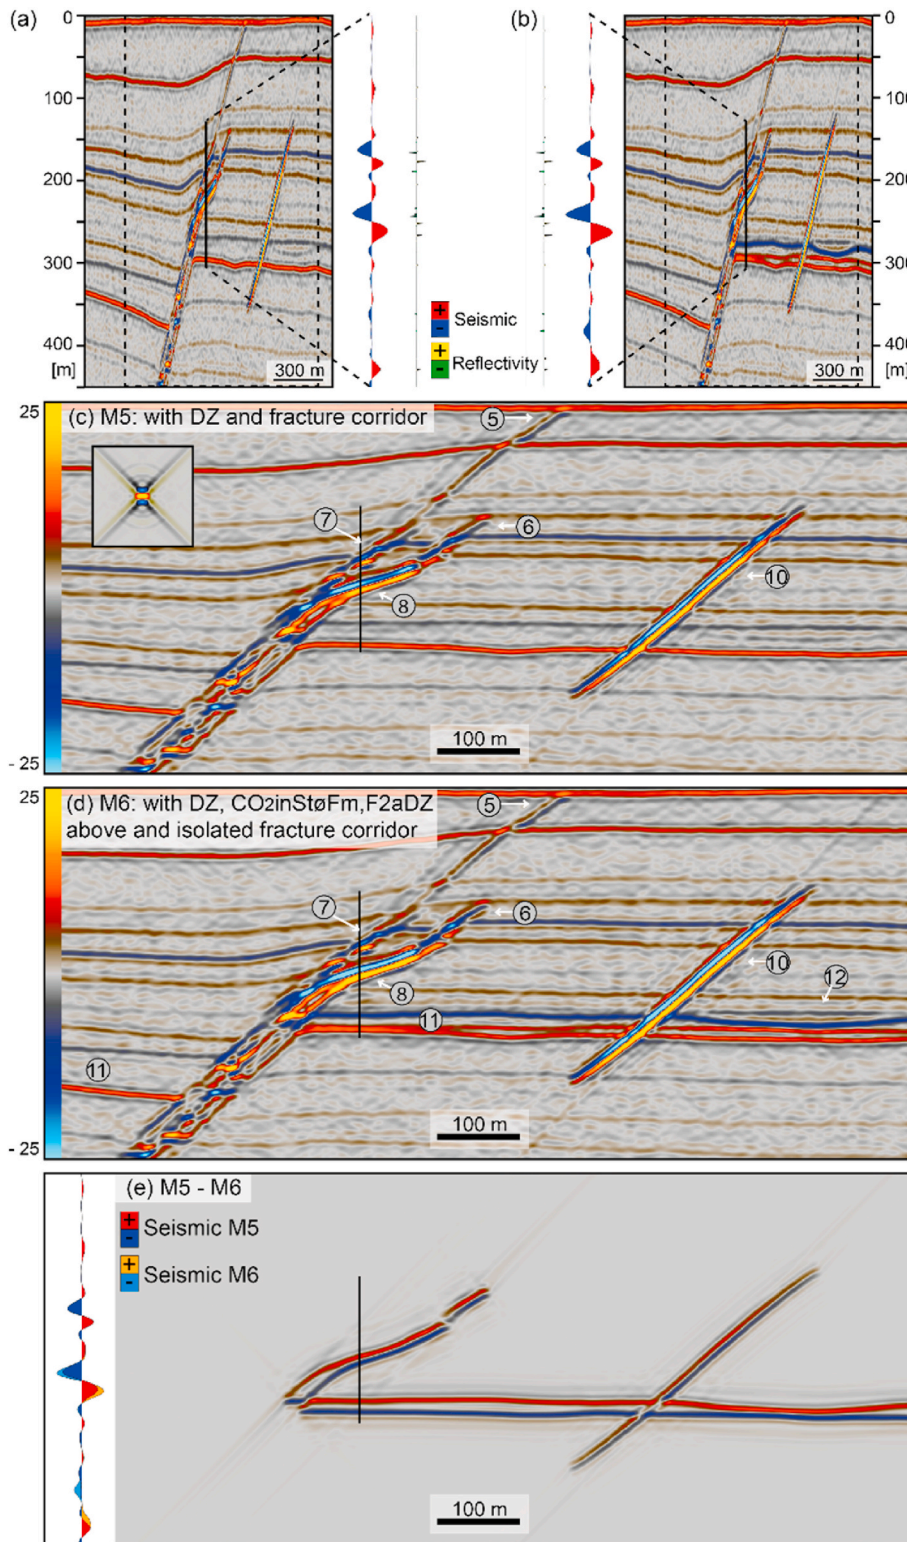 (a)
(b)
0
100
200
300
400
[m]
300 m
0
100
200
300
400
[m]
300 m
+ Seismic
-
+ Reflectivity
-
25
(c) M5: with DZ and fracture corridor
5
7
6
8
10
100 m
- 25
25
(d) M6: with DZ, CO2inStøFm,F2aDZ
above and isolated fracture corridor
5
7
6
8
10
12
11
11
100 m
- 25
(e) M5 - M6
+ Seismic M5
-
+ Seismic M6
-
100 m